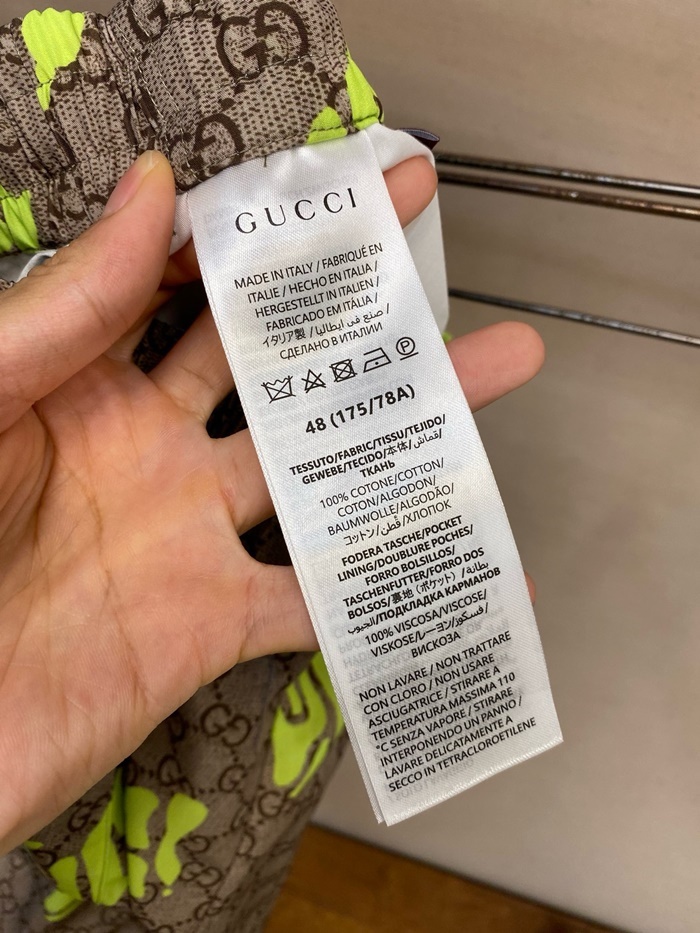 GUCCI
MADE IN ITALY / FABRIQUÉ EN
ITALIE / HECHO EN ITALIA /
HERGESTELLT IN ITALIEN /
FABRICADO EM ITÁLIA /
イタリア製 / صنع في ايطاليا /
СДЕЛАНО В ИТАЛИИ
P
48 (175/78A)
TESSUTO/FABRIC/TISSU/TEJIDO/
GEWEBE/TECIDO/本体/قماش/
ТКАНЬ
100% COTONE/COTTON/
COTON/ALGODON/
BAUMWOLLE/ALGODÃO/
コットン/قطن/ХЛОПОК
FODERA TASCHE/POCKET
LINING/DOUBLURE POCHES/
FORRO BOLSILLOS/
TASCHENFUTTER/FORRO DOS
BOLSOS/裏地 (ポケット) /بطانة
الجيوب/ПОДКЛАДКА КАРМАНОВ
100% VISCOSA/VISCOSE/
VISKOSE/レーヨン/فسكوز/
ВИСКОЗА
NON LAVARE / NON TRATTARE
CON CLORO / NON USARE
ASCIUGATRICE / STIRARE A
TEMPERATURA MASSIMA 110
°C SENZA VAPORE / STIRARE
INTERPONENDO UN PANNO /
LAVARE DELICATAMENTE A
SECCO IN TETRACLOROETILENE